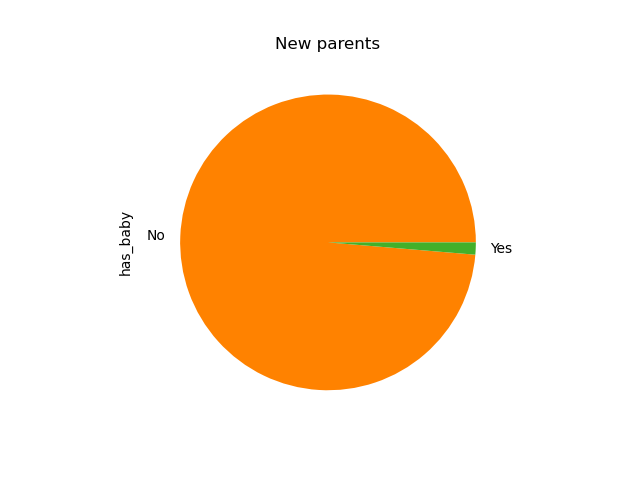 New parents
has_baby
No
Yes